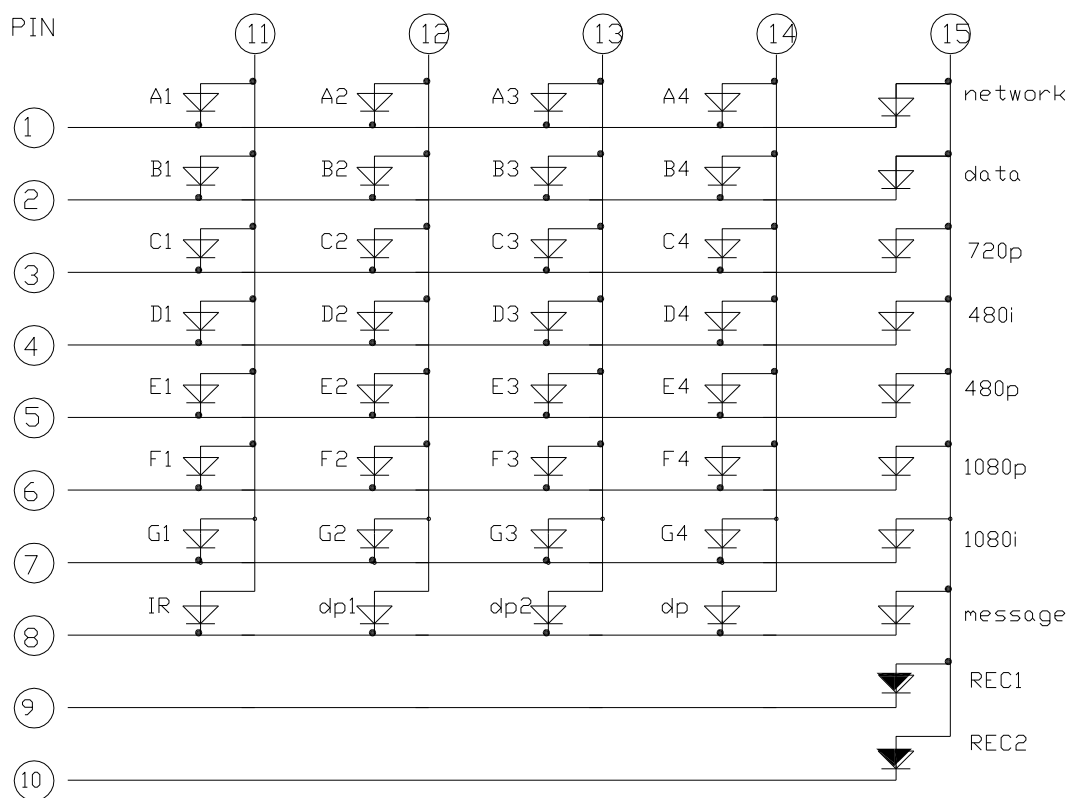 PIN 11 12 13 14 15
A1 A2 A3 A4 network
1
B1 B2 B3 B4 data
2
C1 C2 C3 C4 720p
3
D1 D2 D3 D4 480i
4
E1 E2 E3 E4 480p
5
F1 F2 F3 F4 1080p
6
G1 G2 G3 G4 1080i
7
IR dp1 dp2 dp message
8
REC1
9
REC2
10